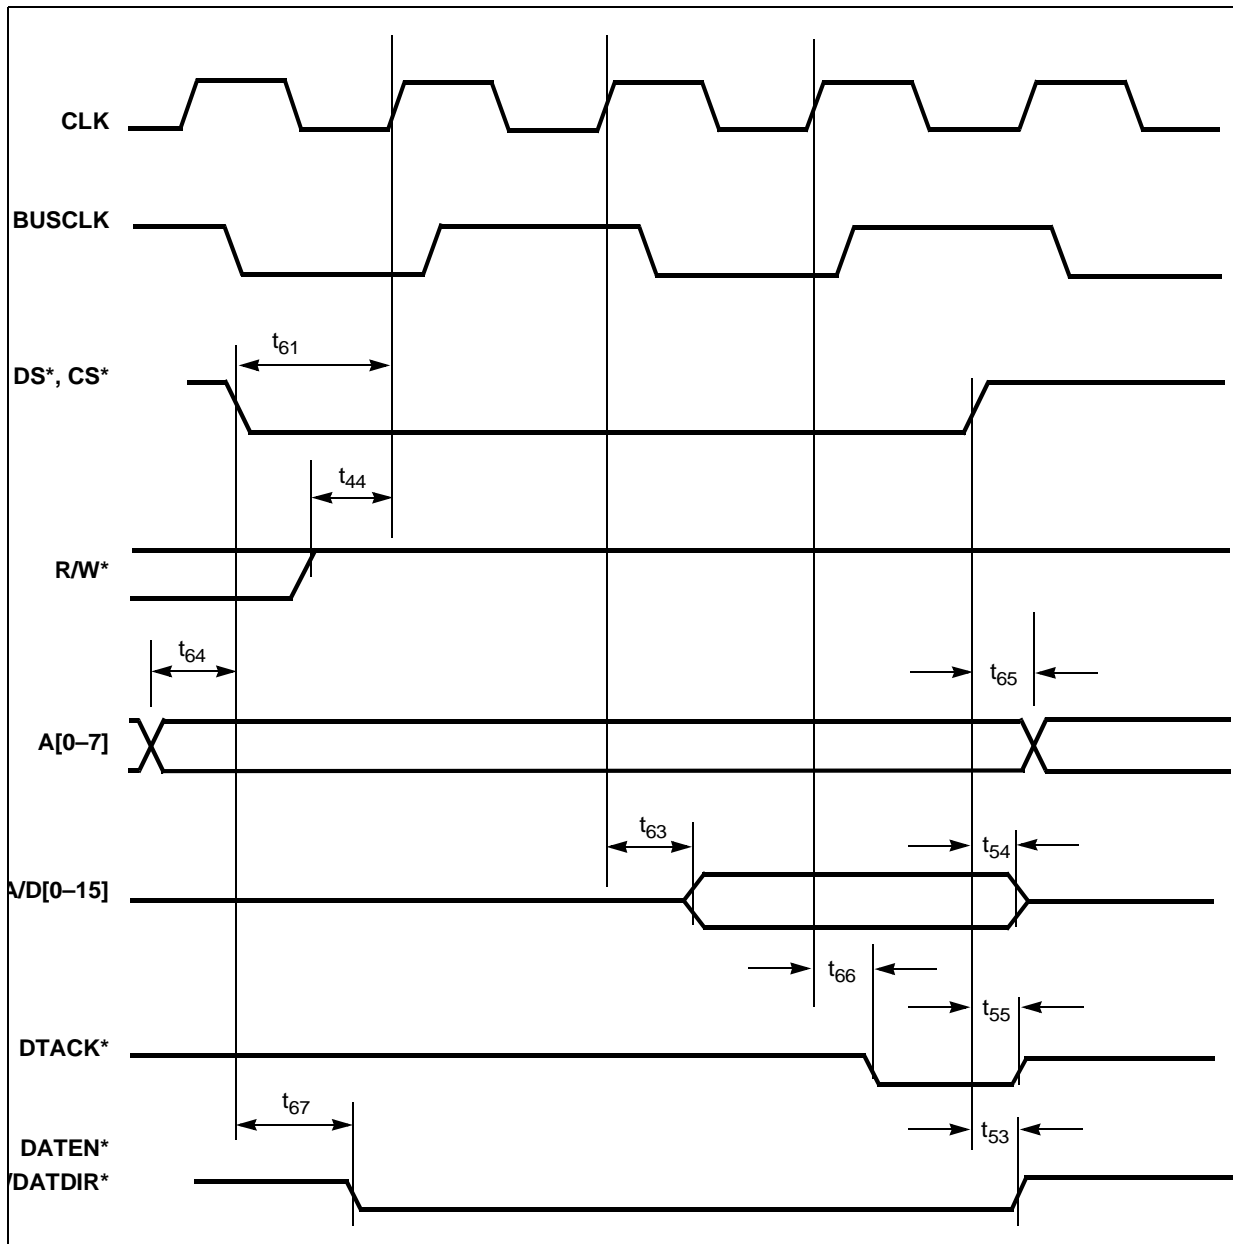 CLK
BUSCLK
t61
DS*, CS*
t44
R/W*
t64
t65
A[0–7]
t63
t54
A/D[0–15]
t66
t55
DTACK*
t67
t53
DATEN*
/DATDIR*